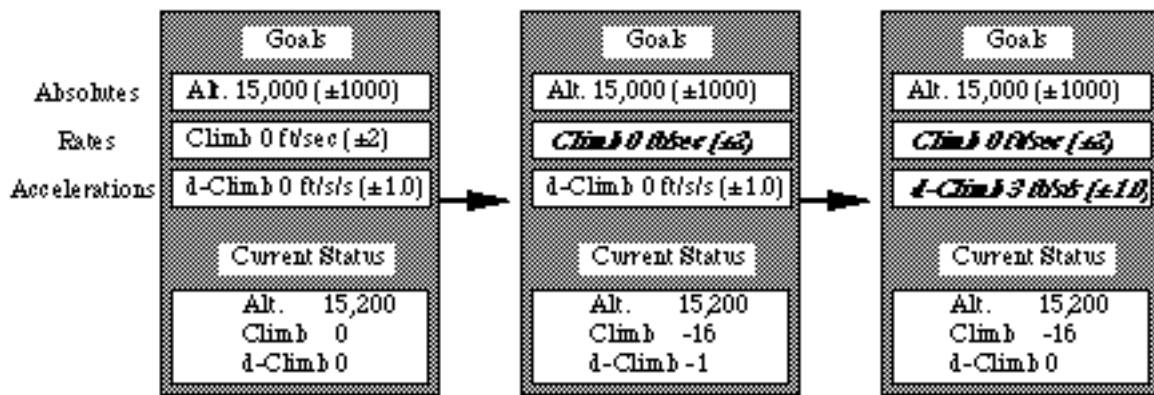 Goals
Goals
Goals
Absolutes
Alt. 15,000 (±1000)
Alt. 15,000 (±1000)
Alt. 15,000 (±1000)
Rates
Climb 0 ft/sec (±2)
Climb 0 ft/sec (±2)
Climb 0 ft/sec (±2)
Accelerations
d-Climb 0 ft/s/s (±1.0)
d-Climb 0 ft/s/s (±1.0)
d-Climb 3 ft/s/s (±1.0)
Current Status
Current Status
Current Status
Alt. 15,200
Climb 0
d-Climb 0
Alt. 15,200
Climb -16
d-Climb -1
Alt. 15,200
Climb -16
d-Climb 0